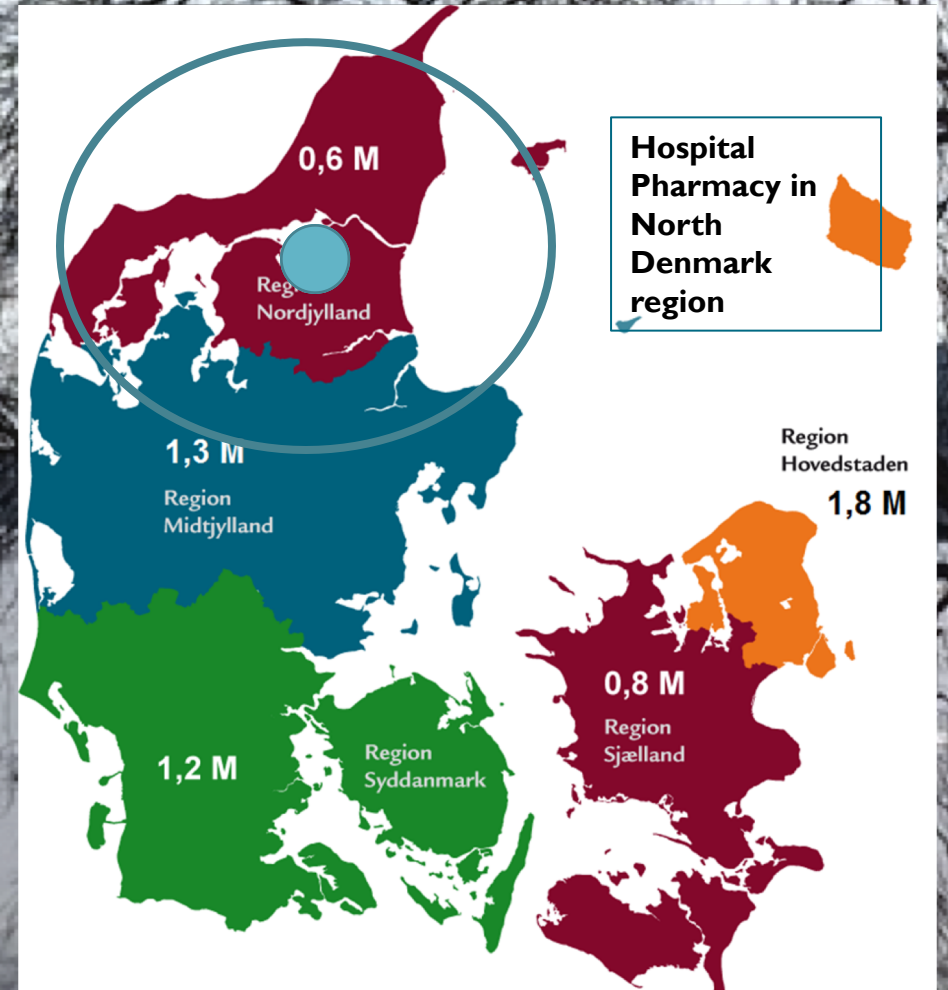 0,6 M
Hospital
Pharmacy in
North
Denmark
region
Nordjylland
1,3 M
Region
Midtjylland
Region
Hovedstaden
1,8 M
0,8 M
Region
Sjælland
Region
Syddanmark
1,2 M